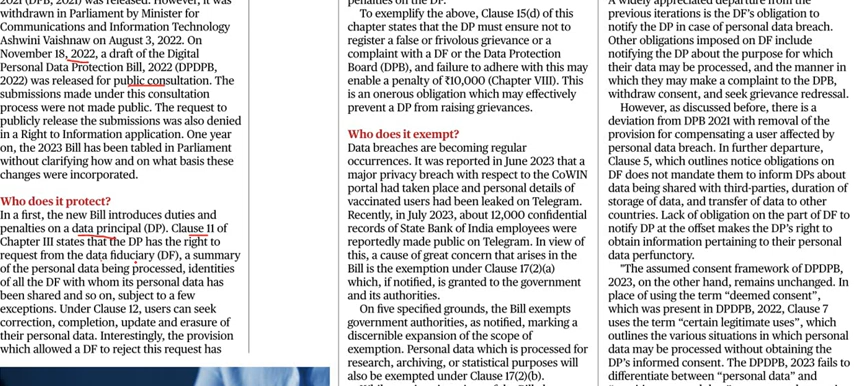 2021 (DPB, 2021) was released. However, it was
withdrawn in Parliament by Minister for
Communications and Information Technology
Ashwini Vaishnaw on August 3, 2022. On
November 18, 2022, a draft of the Digital
Personal Data Protection Bill, 2022 (DPDPB,
2022) was released for public consultation. The
submissions made under this consultation
process were not made public. The request to
publicly release the submissions was also denied
in a Right to Information application. One year
on, the 2023 Bill has been tabled in Parliament
without clarifying how and on what basis these
changes were incorporated.
Who does it protect?
In a first, the new Bill introduces duties and
penalties on a data principal (DP). Clause 11 of
Chapter III states that the DP has the right to
request from the data fiduciary (DF), a summary
of the personal data being processed, identities
of all the DF with whom its personal data has
been shared and so on, subject to a few
exceptions. Under Clause 12, users can seek
correction, completion, update and erasure of
their personal data. Interestingly, the provision
which allowed a DF to reject this request has
penalties on the DP.
To exemplify the above, Clause 15(d) of this
chapter states that the DP must ensure not to
register a false or frivolous grievance or a
complaint with a DF or the Data Protection
Board (DPB), and failure to adhere with this may
enable a penalty of ₹10,000 (Chapter VIII). This
is an onerous obligation which may effectively
prevent a DP from raising grievances.
Who does it exempt?
Data breaches are becoming regular
occurrences. It was reported in June 2023 that a
major privacy breach with respect to the CoWIN
portal had taken place and personal details of
vaccinated users had been leaked on Telegram.
Recently, in July 2023, about 12,000 confidential
records of State Bank of India employees were
reportedly made public on Telegram. In view of
this, a cause of great concern that arises in the
Bill is the exemption under Clause 17(2)(a)
which, if notified, is granted to the government
and its authorities.
On five specified grounds, the Bill exempts
government authorities, as notified, marking a
discernible expansion of the scope of
exemption. Personal data which is processed for
research, archiving, or statistical purposes will
also be exempted under Clause 17(2)(b).
A widely appreciated departure from the
previous iterations is the DF's obligation to
notify the DP in case of personal data breach.
Other obligations imposed on DF include
notifying the DP about the purpose for which
their data may be processed, and the manner in
which they may make a complaint to the DPB,
withdraw consent, and seek grievance redressal.
However, as discussed before, there is a
deviation from DPB 2021 with removal of the
provision for compensating a user affected by
personal data breach. In further departure,
Clause 5, which outlines notice obligations on
DF does not mandate them to inform DPs about
data being shared with third-parties, duration of
storage of data, and transfer of data to other
countries. Lack of obligation on the part of DF to
notify DP at the offset makes the DP's right to
obtain information pertaining to their personal
data perfunctory.
"The assumed consent framework of DPDPB,
2023, on the other hand, remains unchanged. In
place of using the term "deemed consent",
which was present in DPDPB, 2022, Clause 7
uses the term "certain legitimate uses", which
outlines the various situations in which personal
data may be processed without obtaining the
DP's informed consent. The DPDPB, 2023 fails to
differentiate between "personal data" and